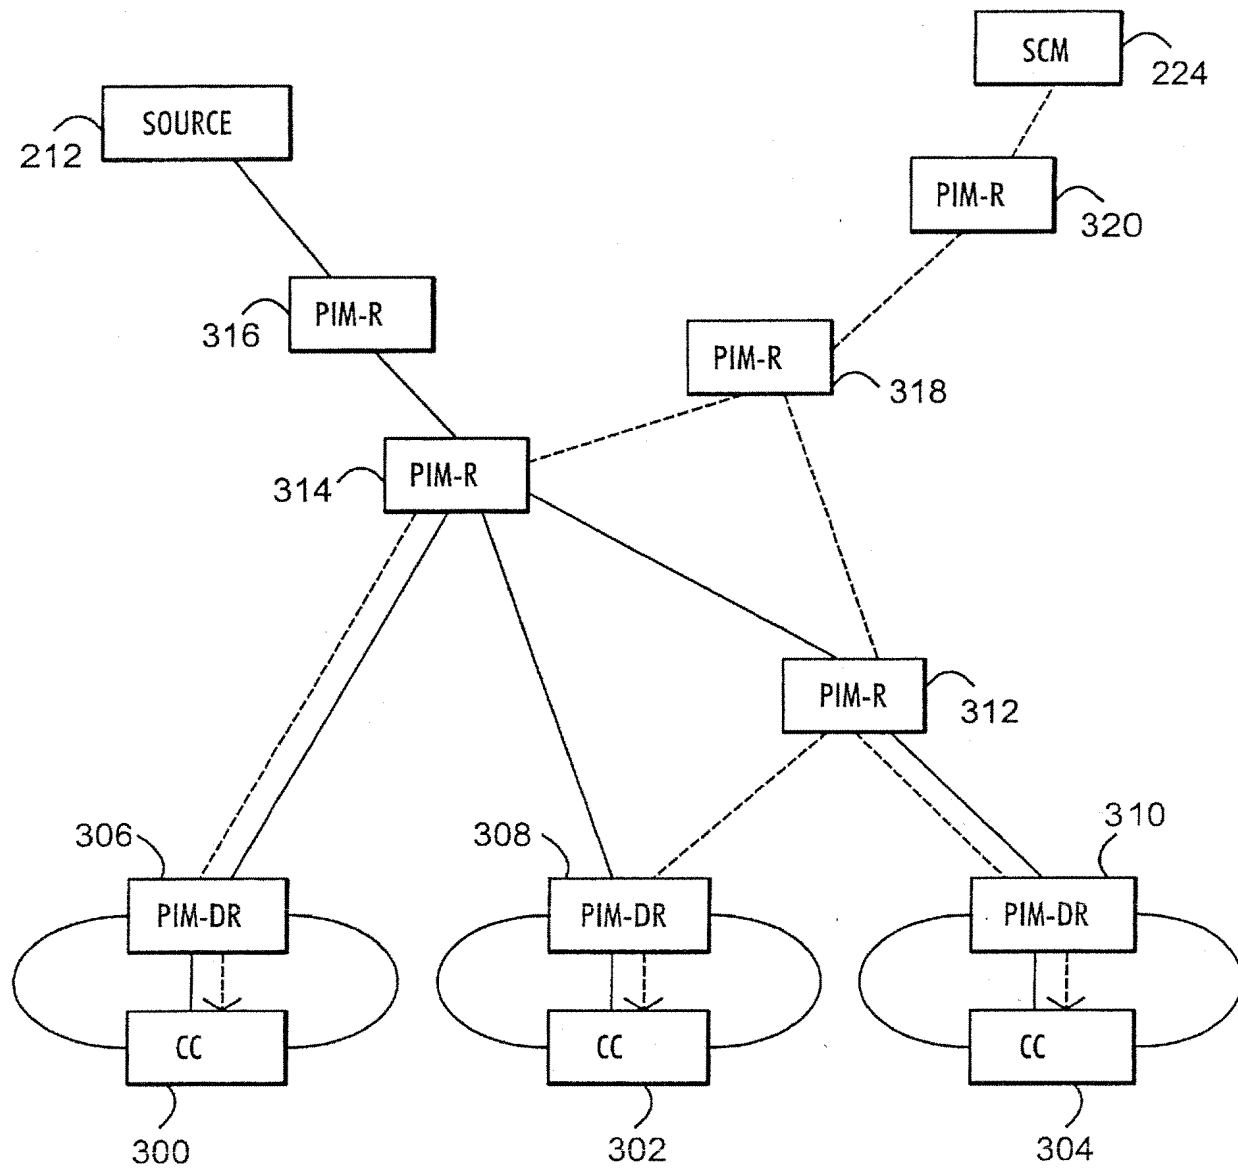 SCM
224
SOURCE
212
PIM-R
320
PIM-R
316
PIM-R
318
PIM-R
314
PIM-R
312
306
308
310
PIM-DR
PIM-DR
PIM-DR
CC
CC
CC
300
302
304